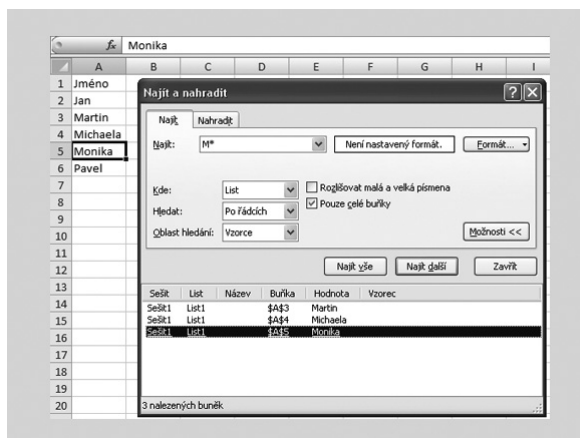 fx Monika
A B C D E F G H I
1 Jméno
2 Jan
3 Martin
4 Michaela
5 Monika
6 Pavel
7
8
9
10
11
12
13
14
15
16
17
18
19
20
Najít a nahradit
Najít Nahradit
Najít: M* Není nastavený formát. Formát...
Kde: List Rozlišovat malá a velká písmena
Hledat: Po řádcích Pouze celé buňky
Oblast hledání: Vzorce Možnosti <<
Najít vše Najít další Zavřít
Sešit List Název Buňka Hodnota Vzorec
Sešit1 List1 $A$3 Martin
Sešit1 List1 $A$4 Michaela
Sešit1 List1 $A$5 Monika
3 nalezených buněk